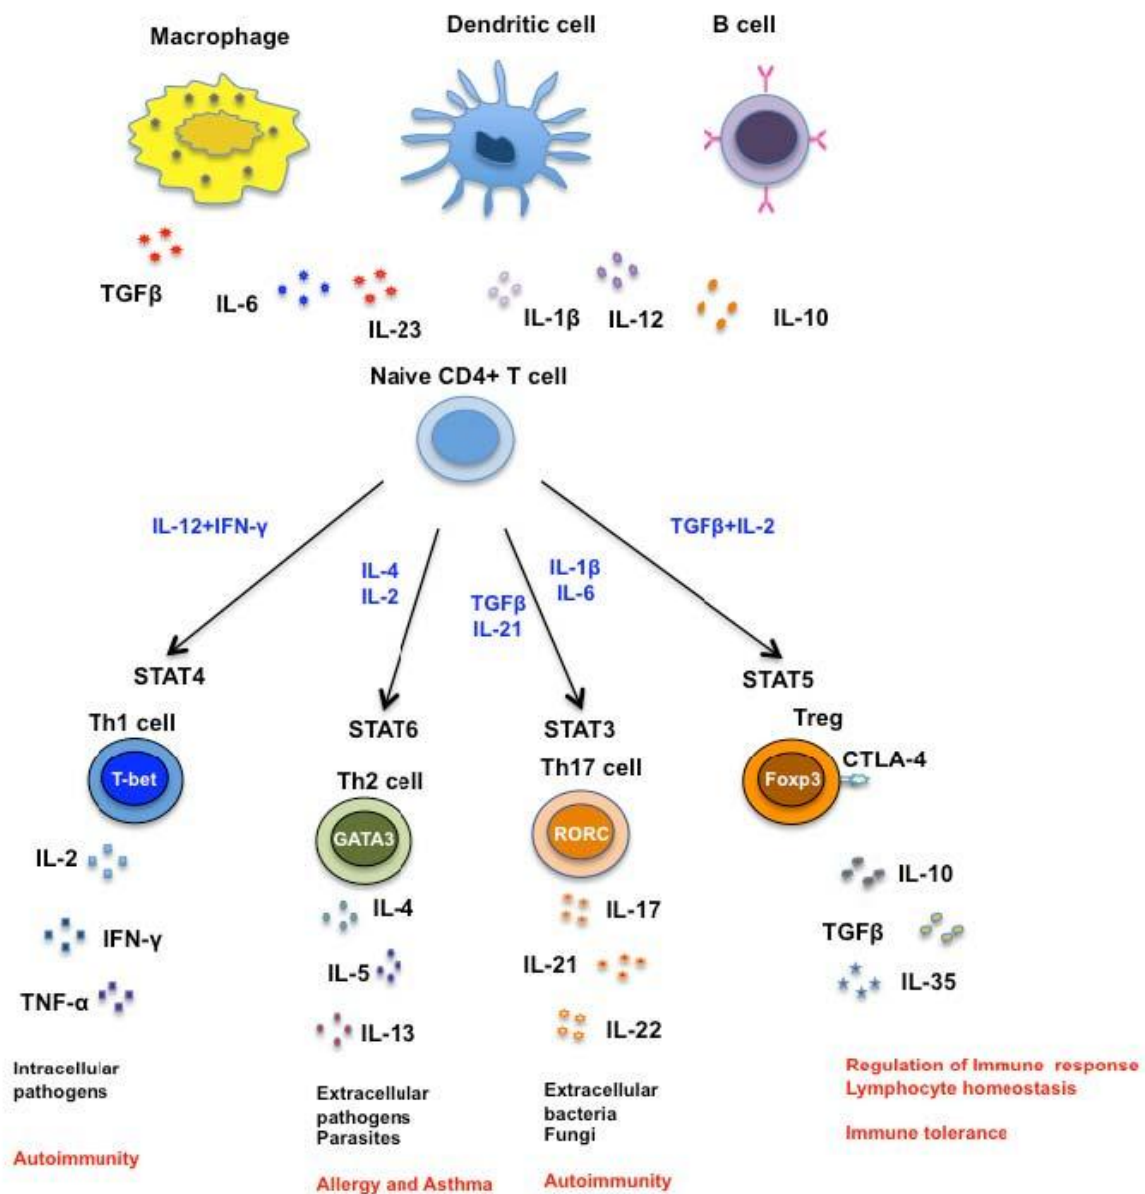 Macrophage
Dendritic cell
B cell
TGFβ
IL-6
IL-23
IL-1β
IL-12
IL-10
Naive CD4+ T cell
IL-12+IFN-γ
IL-4
IL-2
TGFβ
IL-21
IL-1β
IL-6
TGFβ+IL-2
STAT4
Th1 cell
T-bet
IL-2
IFN-γ
TNF-α
Intracellular
pathogens
Autoimmunity
STAT6
Th2 cell
GATA3
IL-4
IL-5
IL-13
Extracellular
pathogens
Parasites
Allergy and Asthma
STAT3
Th17 cell
RORC
IL-17
IL-21
IL-22
Extracellular
bacteria
Fungi
Autoimmunity
STAT5
Treg
Foxp3
CTLA-4
IL-10
TGFβ
IL-35
Regulation of Immune response
Lymphocyte homeostasis
Immune tolerance